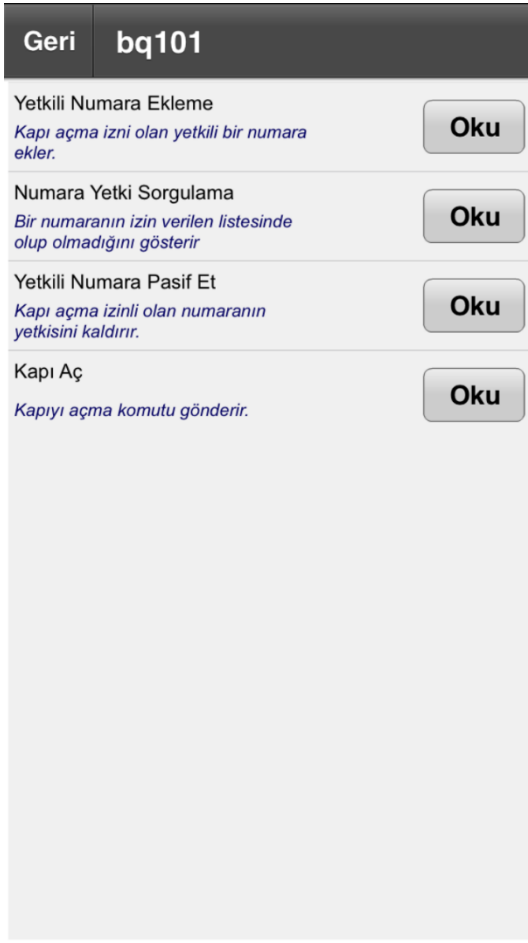 Geri bq101
Yetkili Numara Ekleme
Kapı açma izni olan yetkili bir numara
ekler.
Oku
Numara Yetki Sorgulama
Bir numaranın izin verilen listesinde
olup olmadığını gösterir
Oku
Yetkili Numara Pasif Et
Kapı açma izinli olan numaranın
yetkisini kaldırır.
Oku
Kapı Aç
Kapıyı açma komutu gönderir.
Oku